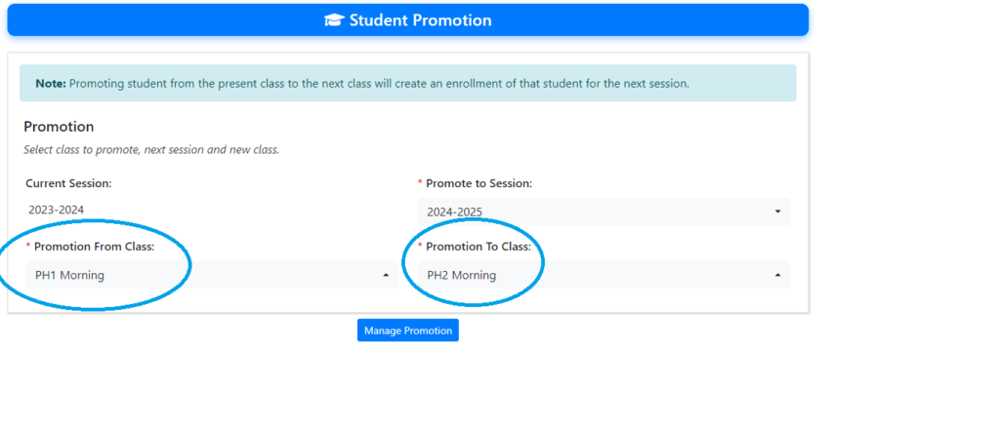 Student Promotion
Note: Promoting student from the present class to the next class will create an enrollment of that student for the next session.
Promotion
Select class to promote, next session and new class.
Current Session:
* Promote to Session:
2023-2024
2024-2025
* Promotion From Class:
* Promotion To Class:
PH1 Morning
PH2 Morning
Manage Promotion